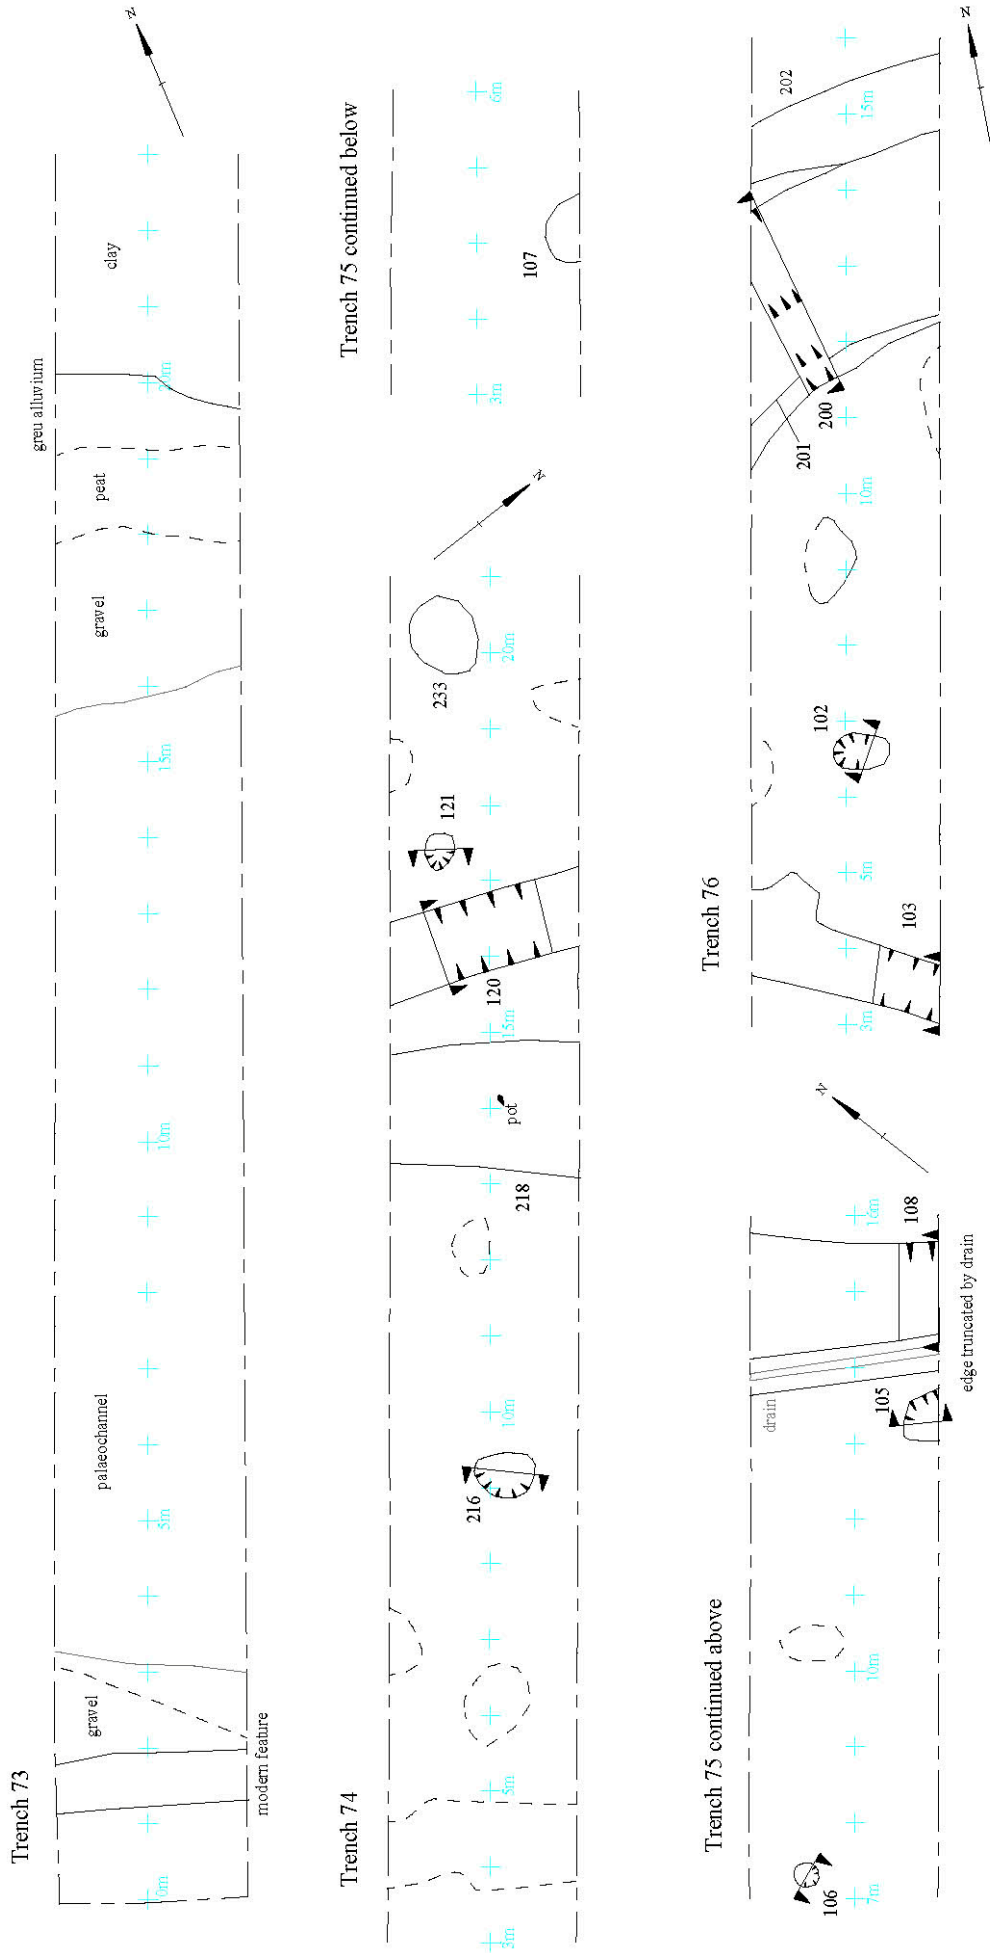 Trench 73
0m
modern feature
gravel
5m
palaeochannel
10m
15m
gravel
peat
greu alluvium
20m
clay
N
Trench 74
3m
5m
216
10m
218
pot
15m
120
121
233
20m
N
Trench 75 continued below
3m
107
6m
Trench 75 continued above
7m
106
10m
105
drain
edge truncated by drain
108
16m
N
Trench 76
3m
103
5m
102
10m
201
200
15m
202
N